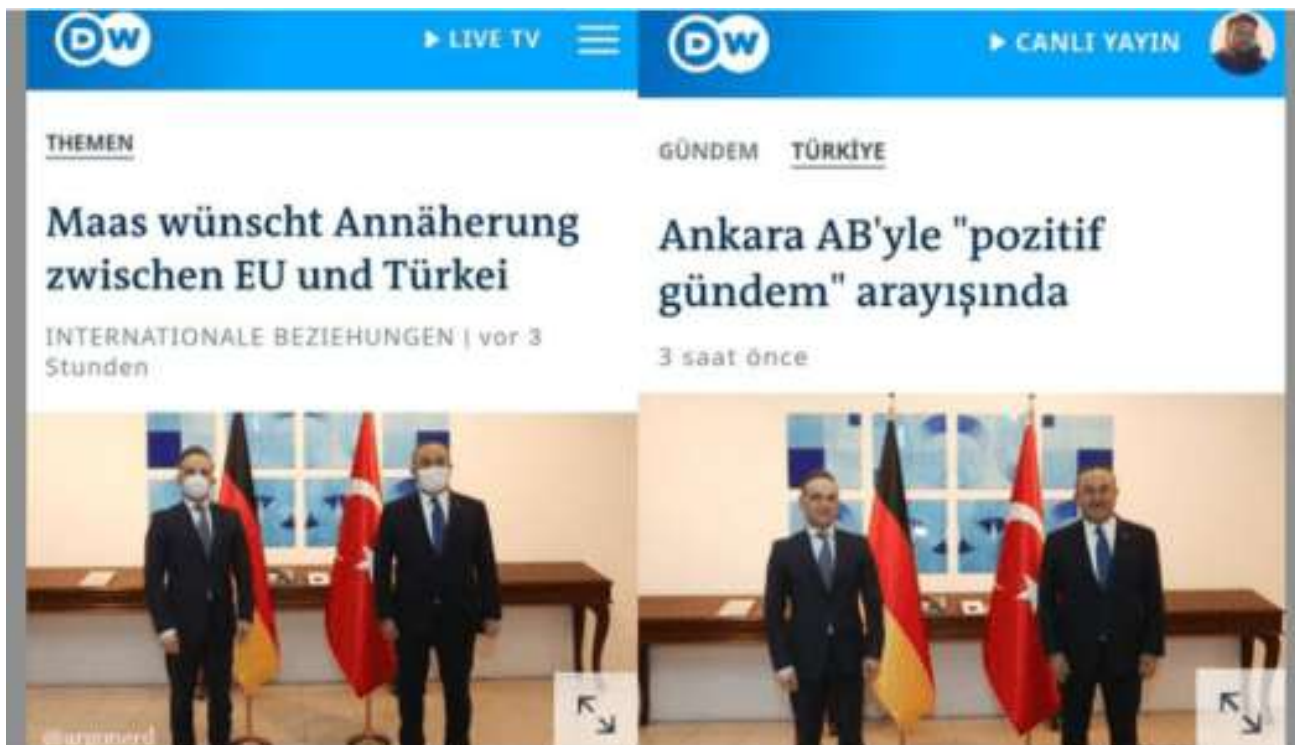 DW
LIVE TV
THEMEN
Maas wünscht Annäherung
zwischen EU und Türkei
INTERNATIONALE BEZIEHUNGEN | vor 3
Stunden
DW
CANLI YAYIN
GÜNDEM TÜRKİYE
Ankara AB'yle "pozitif
gündem" arayışında
3 saat önce